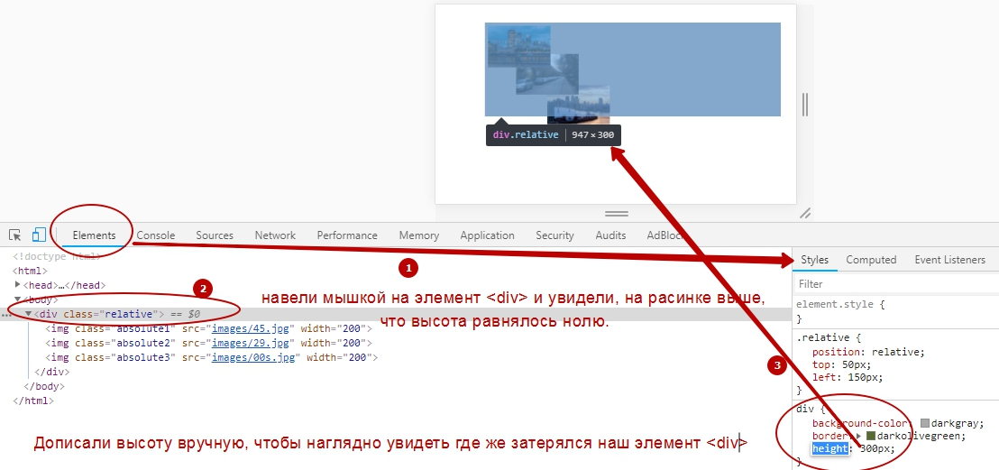 div.relative | 947 × 300
Elements Console Sources Network Performance Memory Application Security Audits AdBlock
<!doctype html>
<html>
<head>…</head>
<body>
… <div class="relative"> == $0
<img class="absolute1" src="images/45.jpg" width="200">
<img class="absolute2" src="images/29.jpg" width="200">
<img class="absolute3" src="images/00s.jpg" width="200">
</div>
</body>
</html>
1
2
навели мышкой на элемент <div> и увидели, на расинке выше,
что высота равнялось нолю.
3
Дописали высоту вручную, чтобы наглядно увидеть где же затерялся наш элемент <div>
Styles Computed Event Listeners
Filter
element.style {
}
.relative {
position: relative;
top: 50px;
left: 150px;
}
div {
background-color: darkgray;
border: darkolivegreen;
height: 300px;
}